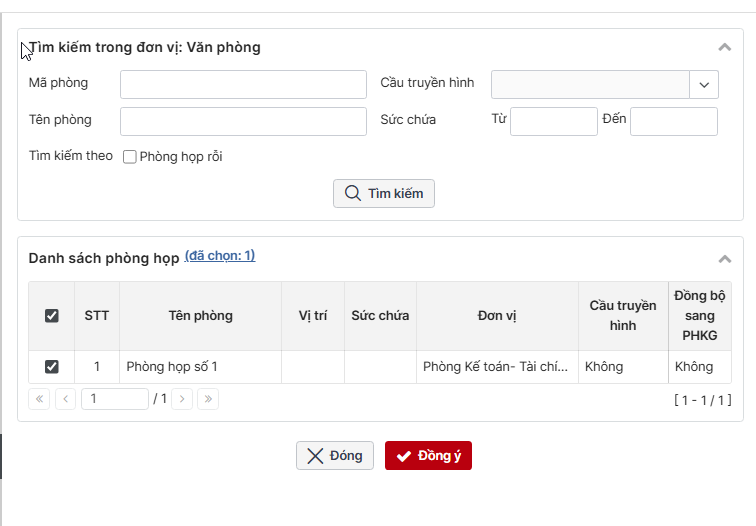 Tìm kiếm trong đơn vị: Văn phòng
Mã phòng
Cầu truyền hình
Tên phòng
Sức chứa
Từ
Đến
Tìm kiếm theo
Phòng họp rỗi
Tìm kiếm
Danh sách phòng họp (đã chọn: 1)
STT
Tên phòng
Vị trí
Sức chứa
Đơn vị
Cầu truyền
hình
Đồng bộ
sang
PHKG
1
Phòng họp số 1
Phòng Kế toán- Tài chí...
Không
Không
« ‹ 1 / 1 › »
[ 1 - 1 / 1 ]
Đóng
Đồng ý